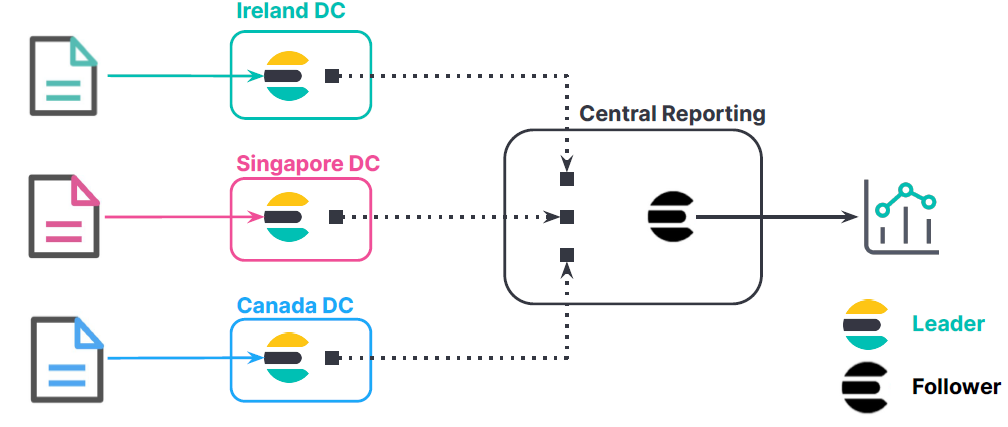 Ireland DC
Central Reporting
Singapore DC
Canada DC
Leader
Follower